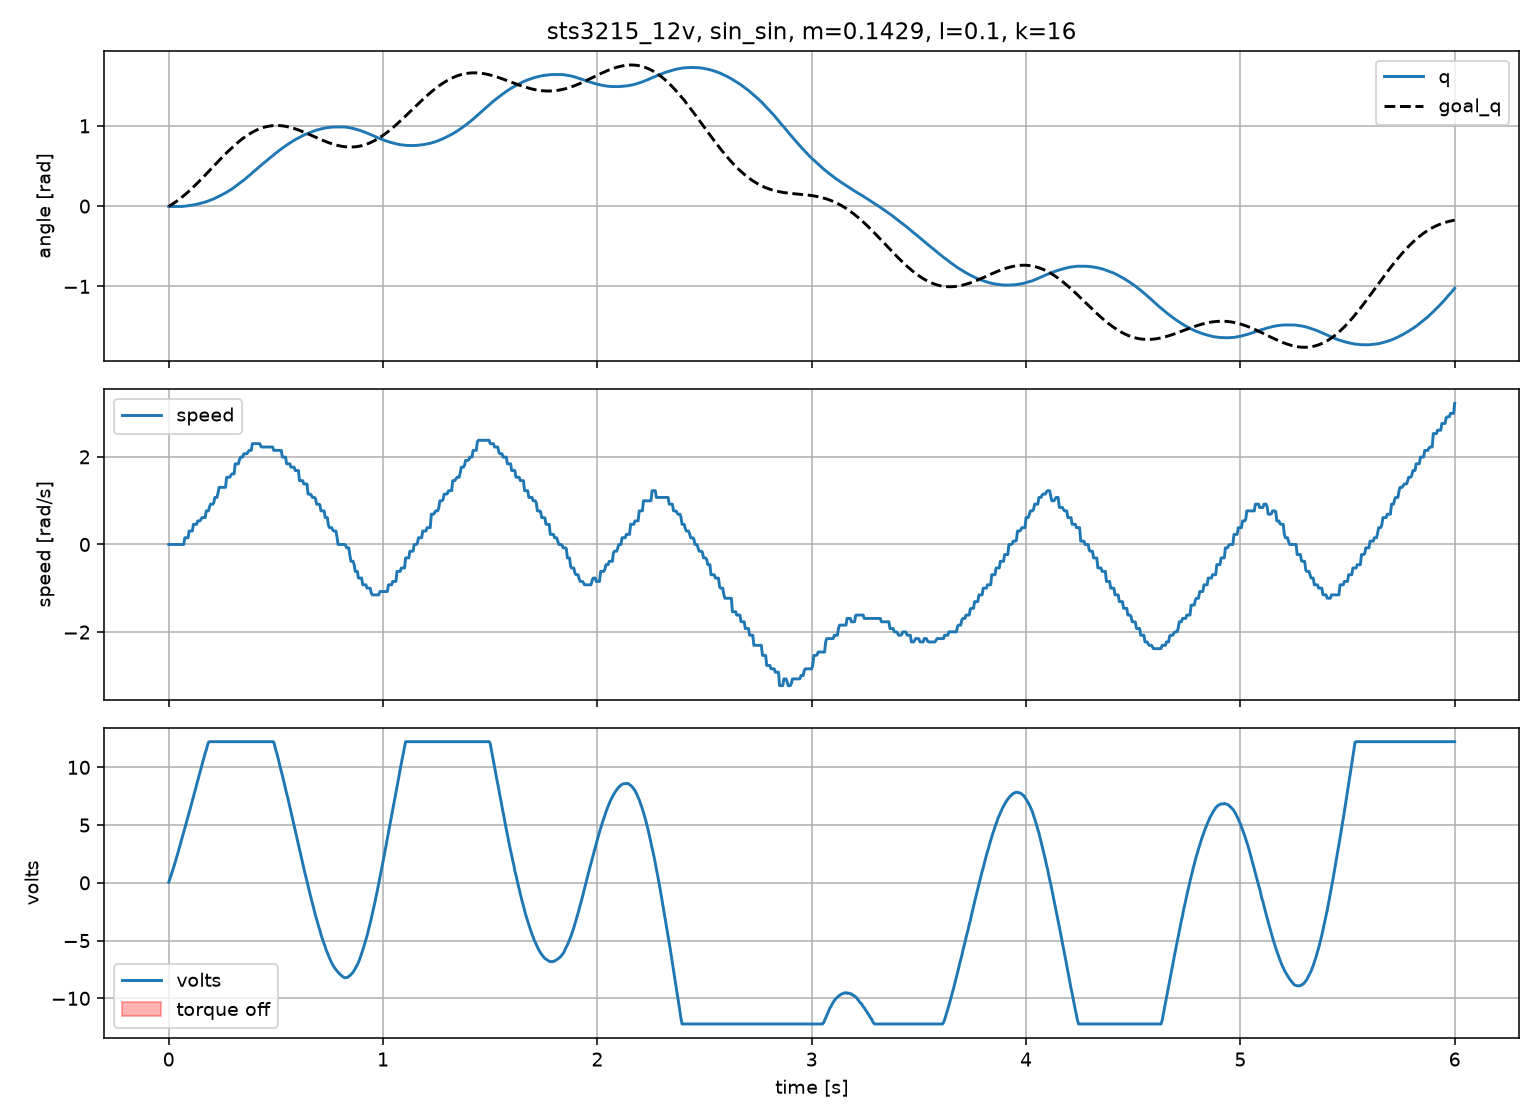 sts3215_12v, sin_sin, m=0.1429, l=0.1, k=16
angle [rad]
1
0
−1
q
goal_q
speed [rad/s]
2
0
−2
speed
volts
10
5
0
−5
−10
volts
torque off
0 1 2 3 4 5 6
time [s]